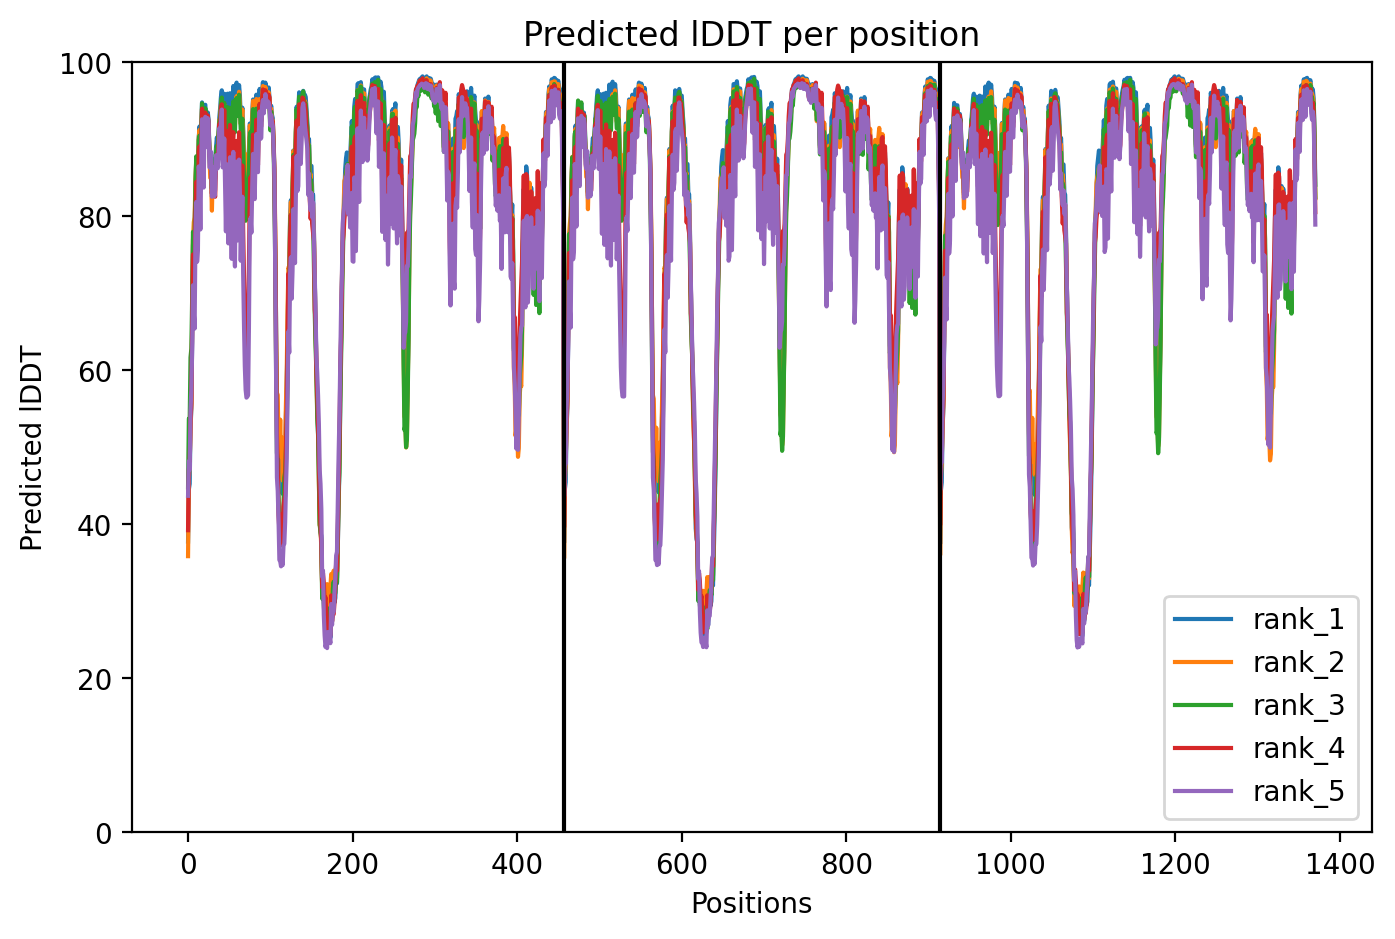 Predicted lDDT per position
100
80
60
40
20
0
Predicted lDDT
0 200 400 600 800 1000 1200 1400
Positions
rank_1
rank_2
rank_3
rank_4
rank_5